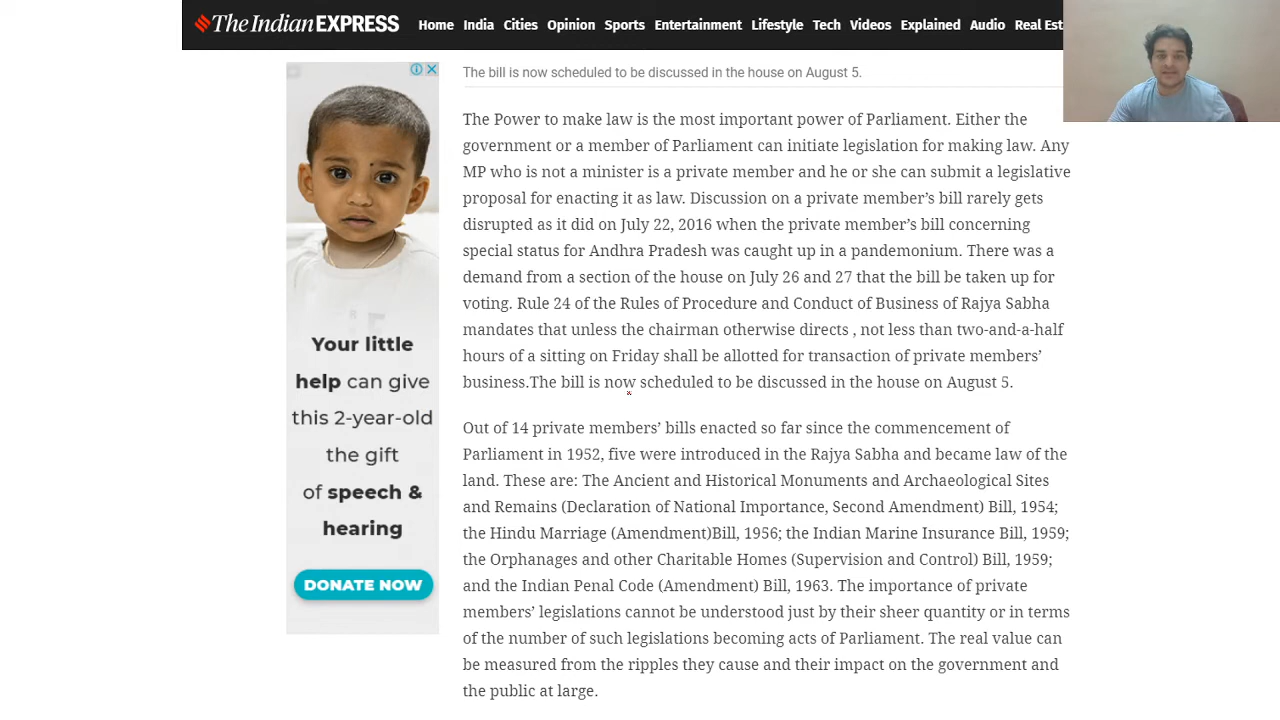 The Indian EXPRESS
Home India Cities Opinion Sports Entertainment Lifestyle Tech Videos Explained Audio Real Est
The bill is now scheduled to be discussed in the house on August 5.
The Power to make law is the most important power of Parliament. Either the
government or a member of Parliament can initiate legislation for making law. Any
MP who is not a minister is a private member and he or she can submit a legislative
proposal for enacting it as law. Discussion on a private member's bill rarely gets
disrupted as it did on July 22, 2016 when the private member's bill concerning
special status for Andhra Pradesh was caught up in a pandemonium. There was a
demand from a section of the house on July 26 and 27 that the bill be taken up for
voting. Rule 24 of the Rules of Procedure and Conduct of Business of Rajya Sabha
mandates that unless the chairman otherwise directs , not less than two-and-a-half
hours of a sitting on Friday shall be allotted for transaction of private members'
business.The bill is now scheduled to be discussed in the house on August 5.
Out of 14 private members' bills enacted so far since the commencement of
Parliament in 1952, five were introduced in the Rajya Sabha and became law of the
land. These are: The Ancient and Historical Monuments and Archaeological Sites
and Remains (Declaration of National Importance, Second Amendment) Bill, 1954;
the Hindu Marriage (Amendment)Bill, 1956; the Indian Marine Insurance Bill, 1959;
the Orphanages and other Charitable Homes (Supervision and Control) Bill, 1959;
and the Indian Penal Code (Amendment) Bill, 1963. The importance of private
members' legislations cannot be understood just by their sheer quantity or in terms
of the number of such legislations becoming acts of Parliament. The real value can
be measured from the ripples they cause and their impact on the government and
the public at large.
Your little
help can give
this 2-year-old
the gift
of speech &
hearing
DONATE NOW